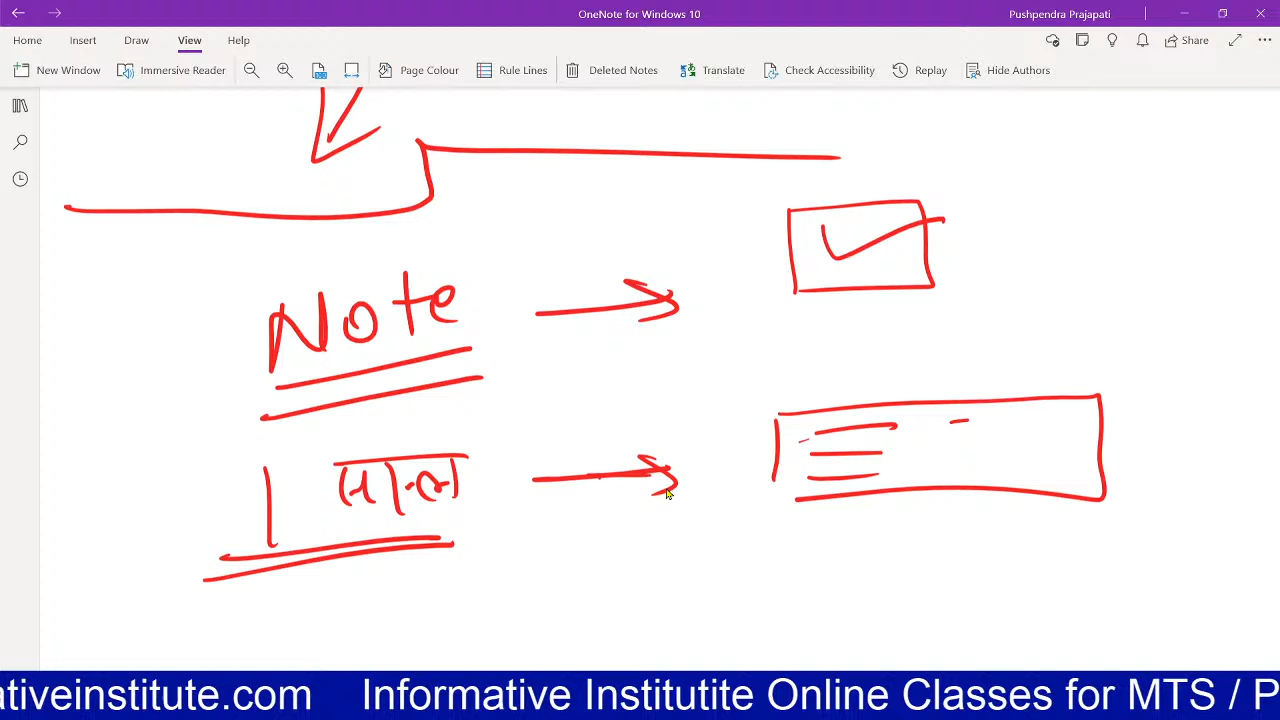 OneNote for Windows 10
Pushpendra Prajapati
Home Insert Draw View Help
Share
New Window Immersive Reader Page Colour Rule Lines Deleted Notes Translate Check Accessibility Replay Hide Authors
Note
ativeinstitute.com Informative Institutite Online Classes for MTS / P